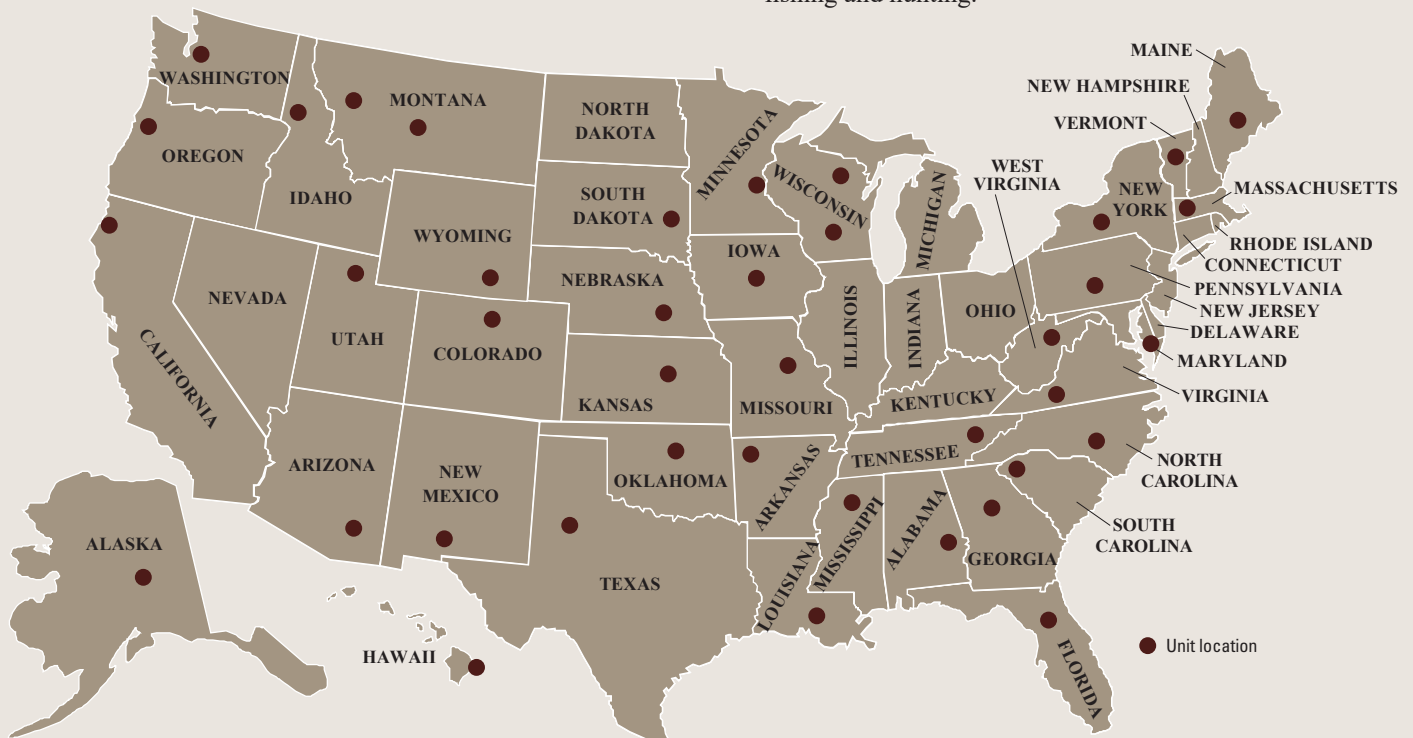 fishing and hunting.
MAINE
NEW HAMPSHIRE
VERMONT
WASHINGTON
MONTANA
NORTH
DAKOTA
MINNESOTA
OREGON
IDAHO
SOUTH
DAKOTA
WISCONSIN
MICHIGAN
WEST
VIRGINIA
NEW
YORK
MASSACHUSETTS
WYOMING
IOWA
RHODE ISLAND
CONNECTICUT
PENNSYLVANIA
NEW JERSEY
DELAWARE
MARYLAND
VIRGINIA
NEVADA
NEBRASKA
ILLINOIS
INDIANA
OHIO
UTAH
COLORADO
CALIFORNIA
KANSAS
MISSOURI
KENTUCKY
ARIZONA
NEW
MEXICO
OKLAHOMA
ARKANSAS
TENNESSEE
NORTH
CAROLINA
SOUTH
CAROLINA
ALASKA
TEXAS
LOUISIANA
MISSISSIPPI
ALABAMA
GEORGIA
HAWAII
FLORIDA
Unit location